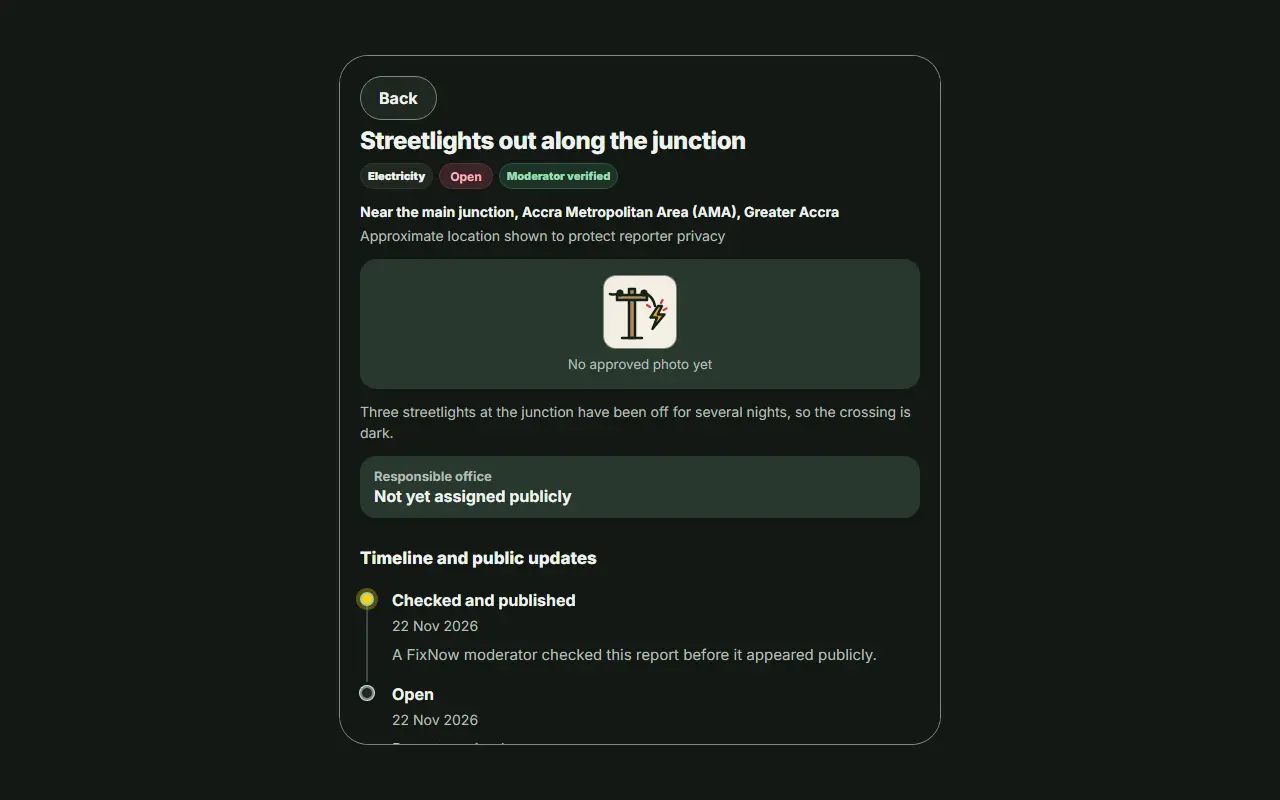 Back
Streetlights out along the junction
Electricity
Open
Moderator verified
Near the main junction, Accra Metropolitan Area (AMA), Greater Accra
Approximate location shown to protect reporter privacy
No approved photo yet
Three streetlights at the junction have been off for several nights, so the crossing is
dark.
Responsible office
Not yet assigned publicly
Timeline and public updates
Checked and published
22 Nov 2026
A FixNow moderator checked this report before it appeared publicly.
Open
22 Nov 2026